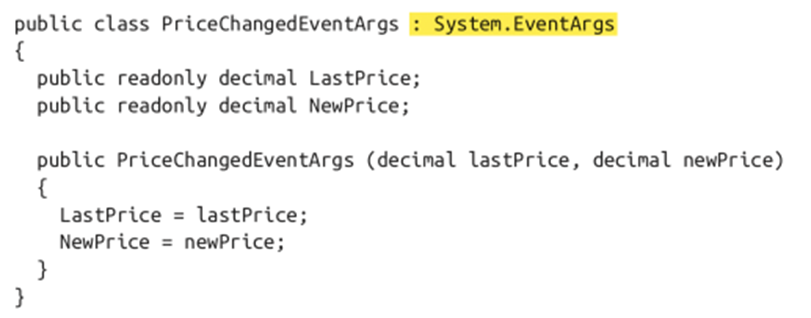 public class PriceChangedEventArgs : System.EventArgs
{
  public readonly decimal LastPrice;
  public readonly decimal NewPrice;

  public PriceChangedEventArgs (decimal lastPrice, decimal newPrice)
  {
    LastPrice = lastPrice;
    NewPrice = newPrice;
  }
}